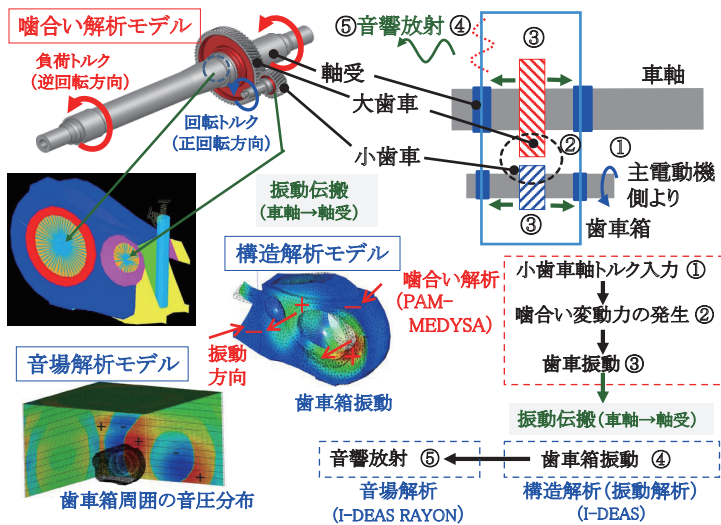 噛合い解析モデル
負荷トルク
(逆回転方向)
回転トルク
(正回転方向)
軸受
大歯車
小歯車
⑤音響放射
④
③
車軸
②
①
主電動機
側より
③
歯車箱
振動伝搬
(車軸→軸受)
構造解析モデル
噛合い解析
(PAM-
MEDYSA)
+
−
−
+
振動
方向
歯車箱振動
音場解析モデル
+
-
+
-
+
歯車箱周囲の音圧分布
小歯車軸トルク入力 ①
噛合い変動力の発生 ②
歯車振動 ③
振動伝搬(車軸→軸受)
音響放射 ⑤
歯車箱振動 ④
音場解析
(I-DEAS RAYON)
構造解析(振動解析)
(I-DEAS)